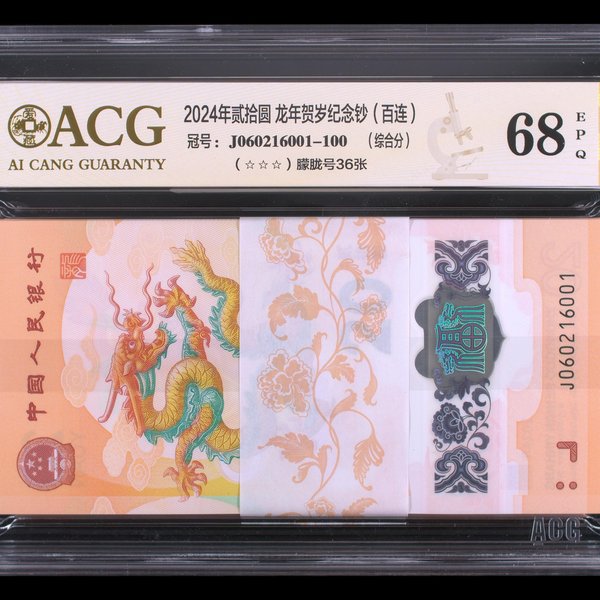 ACG
AI CANG GUARANTY
2024年贰拾圆 龙年贺岁纪念钞（百连）
冠号：J060216001-100 （综合分）
（☆☆☆）朦胧号36张
68
EPQ
中国人民银行
J060216001
ACG